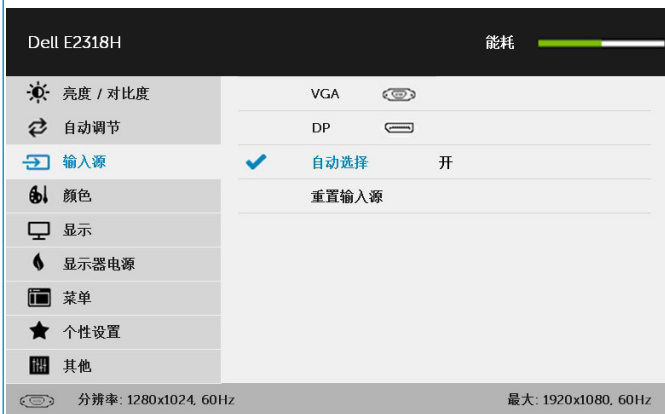 Dell E2318H 能耗
亮度 / 对比度 VGA
自动调节 DP
输入源 自动选择 开
颜色 重置输入源
显示
显示器电源
菜单
个性设置
其他
分辨率: 1280x1024, 60Hz 最大: 1920x1080, 60Hz